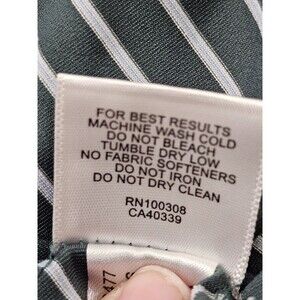 FOR BEST RESULTS
MACHINE WASH COLD
DO NOT BLEACH
TUMBLE DRY LOW
NO FABRIC SOFTENERS
DO NOT IRON
DO NOT DRY CLEAN
RN100308
CA40339
477
S